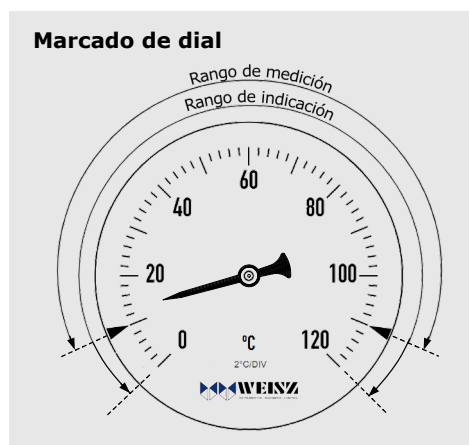 Marcado de dial
Rango de medición
Rango de indicación
60
40
80
20
100
0
ºC
120
2°C/DIV
WEISZ